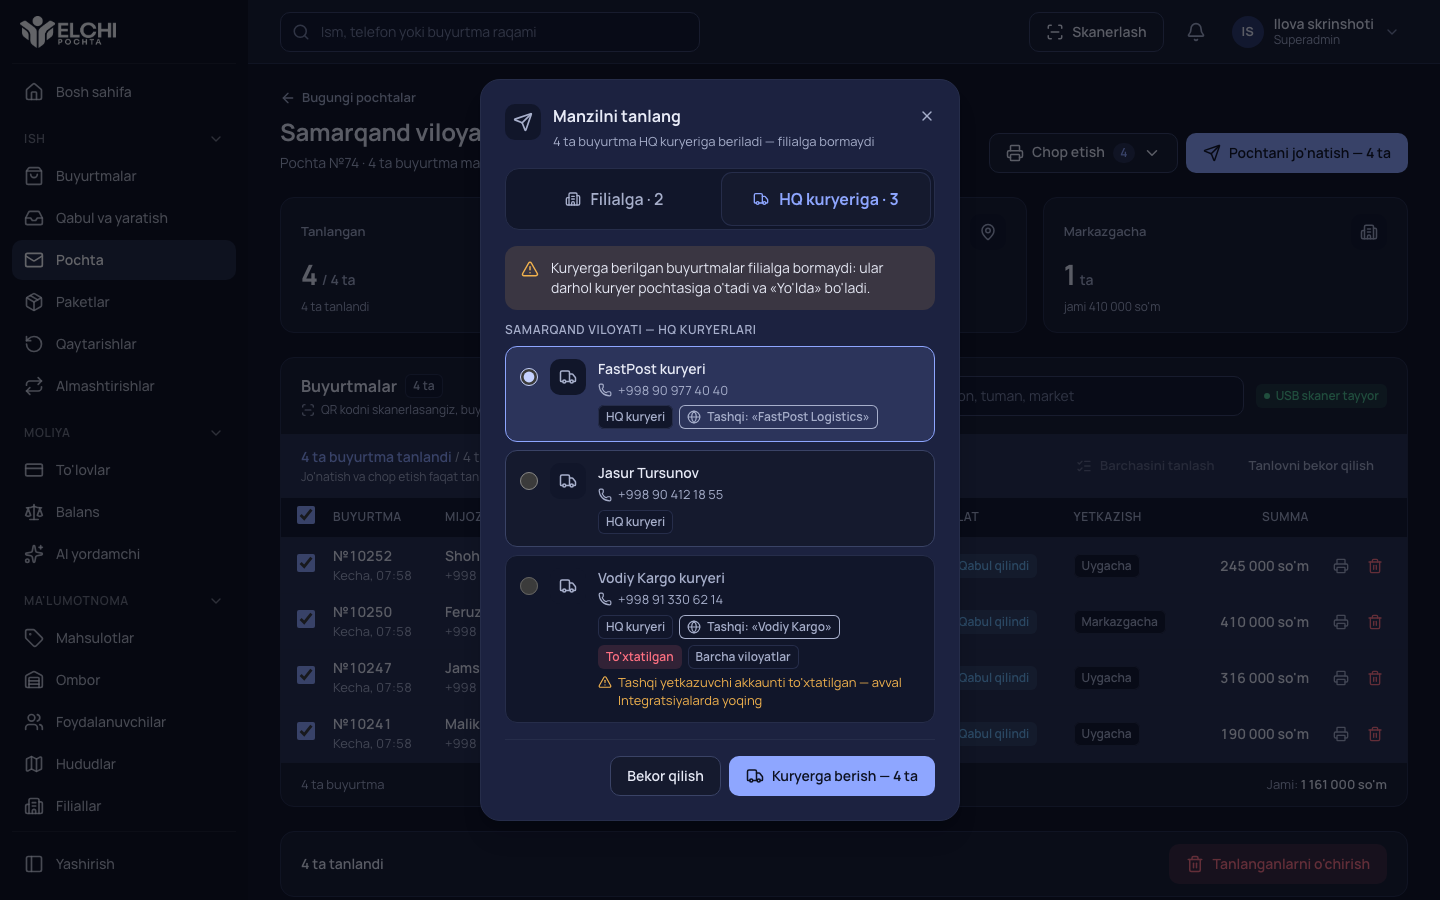 ELCHI
POCHTA
Ism, telefon yoki buyurtma raqami
Skanerlash
IS
Ilova skrinshoti
Superadmin
Bosh sahifa
ISH
Buyurtmalar
Qabul va yaratish
Pochta
Paketlar
Qaytarishlar
Almashtirishlar
MOLIYA
To'lovlar
Balans
AI yordamchi
MA'LUMOTNOMA
Mahsulotlar
Ombor
Foydalanuvchilar
Hududlar
Filiallar
Yashirish
Bugungi pochtalar
Samarqand viloya
Pochta №74 · 4 ta buyurtma ma
Chop etish 4
Pochtani jo'natish — 4 ta
Tanlangan
4 / 4 ta
4 ta tanlandi
Markazgacha
1 ta
jami 410 000 so'm
Buyurtmalar 4 ta
QR kodni skanerlasangiz, buy
on, tuman, market
USB skaner tayyor
4 ta buyurtma tanlandi / 4 t
Jo'natish va chop etish faqat tan
Barchasini tanlash
Tanlovni bekor qilish
BUYURTMA
MIJOZ
LAT
YETKAZISH
SUMMA
№10252 Shoh Qabul qilindi Uygacha 245 000 so'm
Kecha, 07:58 +998
№10250 Feruz Qabul qilindi Markazgacha 410 000 so'm
Kecha, 07:58 +998
№10247 Jams Qabul qilindi Uygacha 316 000 so'm
Kecha, 07:58 +998
№10241 Malik Qabul qilindi Uygacha 190 000 so'm
Kecha, 07:58 +998
4 ta buyurtma
Jami: 1 161 000 so'm
4 ta tanlandi
Tanlanganlarni o'chirish
Manzilni tanlang
4 ta buyurtma HQ kuryeriga beriladi — filialga bormaydi
Filialga · 2
HQ kuryeriga · 3
Kuryerga berilgan buyurtmalar filialga bormaydi: ular
darhol kuryer pochtasiga o'tadi va «Yo'lda» bo'ladi.
SAMARQAND VILOYATI — HQ KURYERLARI
FastPost kuryeri
+998 90 977 40 40
HQ kuryeri
Tashqi: «FastPost Logistics»
Jasur Tursunov
+998 90 412 18 55
HQ kuryeri
Vodiy Kargo kuryeri
+998 91 330 62 14
HQ kuryeri
Tashqi: «Vodiy Kargo»
To'xtatilgan
Barcha viloyatlar
Tashqi yetkazuvchi akkaunti to'xtatilgan — avval
Integratsiyalarda yoqing
Bekor qilish
Kuryerga berish — 4 ta